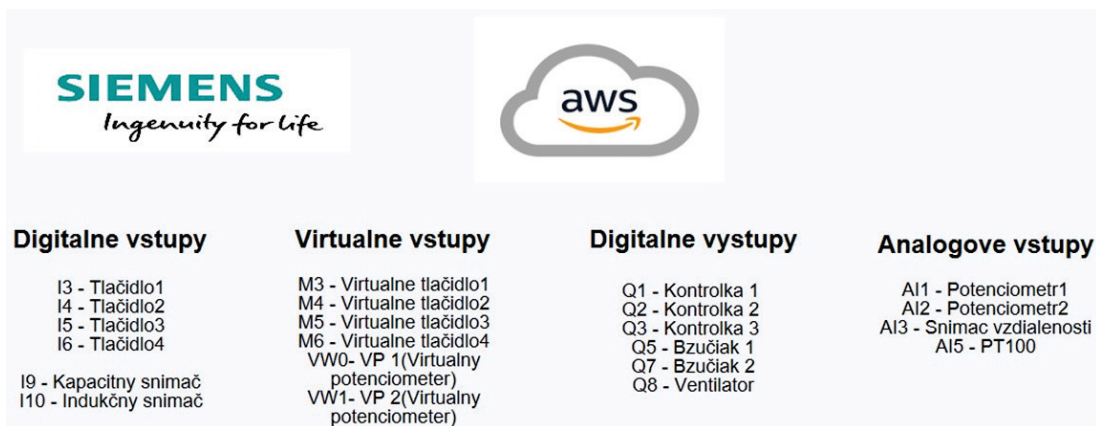 SIEMENS
Ingenuity for life
aws
Digitalne vstupy
I3 - Tlačidlo1
I4 - Tlačidlo2
I5 - Tlačidlo3
I6 - Tlačidlo4
I9 - Kapacitny snimač
I10 - Indukčny snimač
Virtualne vstupy
M3 - Virtualne tlačidlo1
M4 - Virtualne tlačidlo2
M5 - Virtualne tlačidlo3
M6 - Virtualne tlačidlo4
VW0- VP 1(Virtualny
potenciometer)
VW1- VP 2(Virtualny
potenciometer)
Digitalne vystupy
Q1 - Kontrolka 1
Q2 - Kontrolka 2
Q3 - Kontrolka 3
Q5 - Bzučiak 1
Q7 - Bzučiak 2
Q8 - Ventilator
Analogove vstupy
AI1 - Potenciometr1
AI2 - Potenciometr2
AI3 - Snimac vzdialenosti
AI5 - PT100